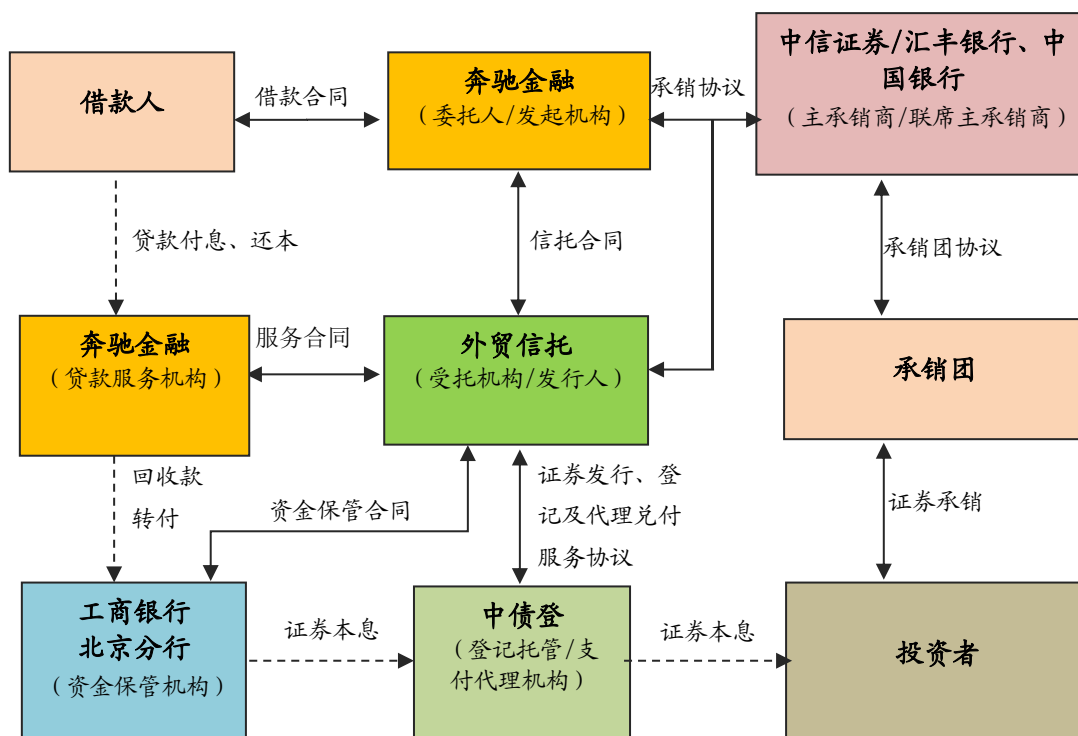 借款人
借款合同
奔驰金融
（委托人/发起机构）
承销协议
中信证券/汇丰银行、中
国银行
（主承销商/联席主承销商）
贷款付息、还本
信托合同
承销团协议
奔驰金融
（贷款服务机构）
服务合同
外贸信托
（受托机构/发行人）
承销团
回收款
转付
资金保管合同
证券发行、登
记及代理兑付
服务协议
证券承销
工商银行
北京分行
（资金保管机构）
证券本息
中债登
（登记托管/支
付代理机构）
证券本息
投资者